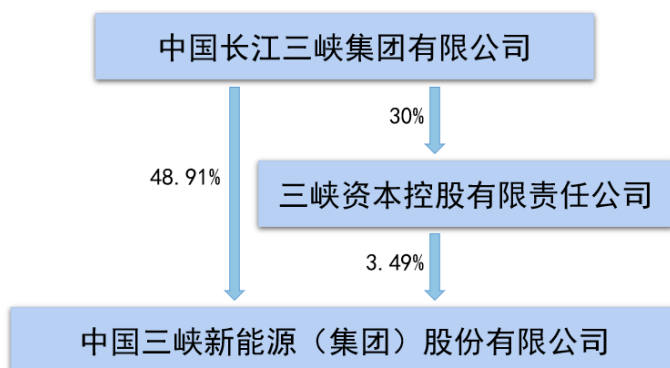 中国长江三峡集团有限公司
30%
48.91%
三峡资本控股有限责任公司
3.49%
中国三峡新能源（集团）股份有限公司